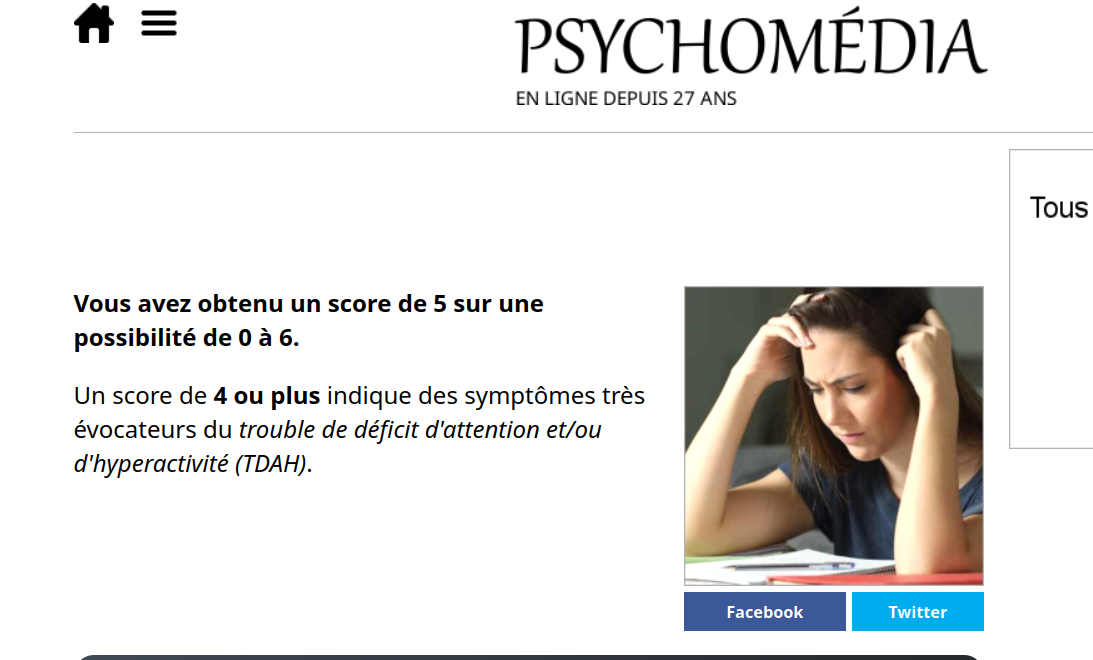 PSYCHOMÉDIA
EN LIGNE DEPUIS 27 ANS
Tous
Vous avez obtenu un score de 5 sur une
possibilité de 0 à 6.
Un score de 4 ou plus indique des symptômes très
évocateurs du trouble de déficit d'attention et/ou
d'hyperactivité (TDAH).
Facebook
Twitter